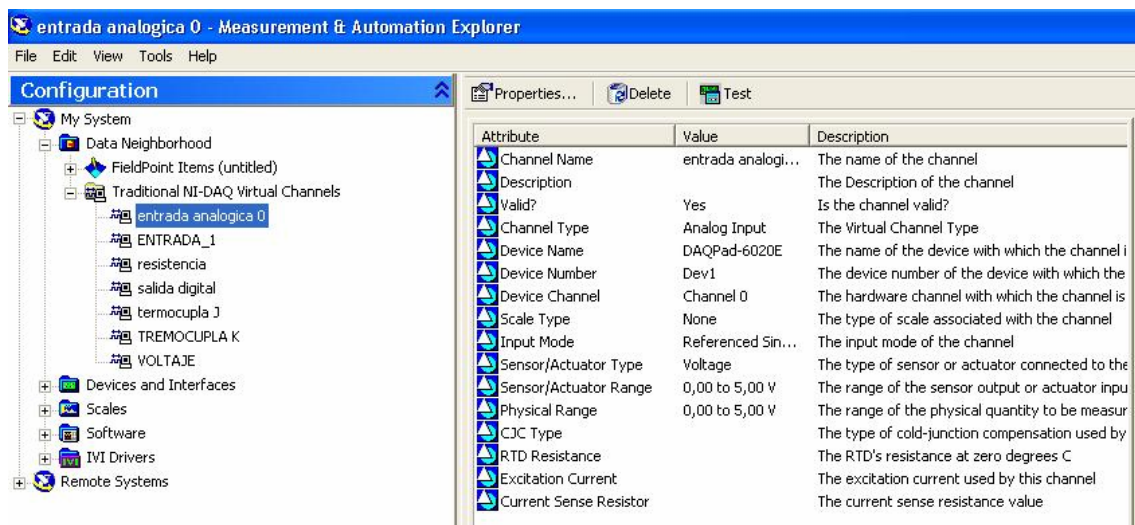 entrada analogica 0 - Measurement & Automation Explorer
File Edit View Tools Help
Configuration
My System
Data Neighborhood
FieldPoint Items (untitled)
Traditional NI-DAQ Virtual Channels
entrada analogica 0
ENTRADA_1
resistencia
salida digital
termocupla J
TREMOCUPLA K
VOLTAJE
Devices and Interfaces
Scales
Software
IVI Drivers
Remote Systems
Properties... Delete Test
Attribute Value Description
Channel Name entrada analogi... The name of the channel
Description The Description of the channel
Valid? Yes Is the channel valid?
Channel Type Analog Input The Virtual Channel Type
Device Name DAQPad-6020E The name of the device with which the channel i
Device Number Dev1 The device number of the device with which the
Device Channel Channel 0 The hardware channel with which the channel is
Scale Type None The type of scale associated with the channel
Input Mode Referenced Sin... The input mode of the channel
Sensor/Actuator Type Voltage The type of sensor or actuator connected to the
Sensor/Actuator Range 0,00 to 5,00 V The range of the sensor output or actuator inpu
Physical Range 0,00 to 5,00 V The range of the physical quantity to be measur
CJC Type The type of cold-junction compensation used by
RTD Resistance The RTD's resistance at zero degrees C
Excitation Current The excitation current used by this channel
Current Sense Resistor The current sense resistance value